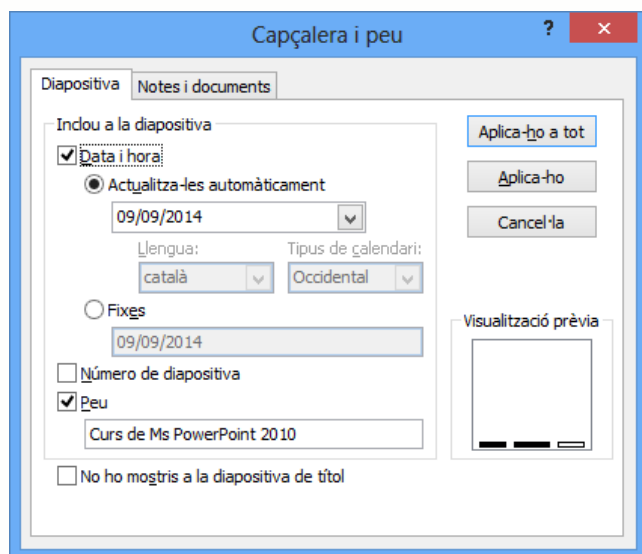 Capçalera i peu
?
Diapositiva
Notes i documents
Inclou a la diapositiva
Data i hora
Actualitza-les automàticament
09/09/2014
Llengua:
Tipus de calendari:
català
Occidental
Fixes
09/09/2014
Número de diapositiva
Peu
Curs de Ms PowerPoint 2010
No ho mostris a la diapositiva de títol
Aplica-ho a tot
Aplica-ho
Cancel·la
Visualització prèvia